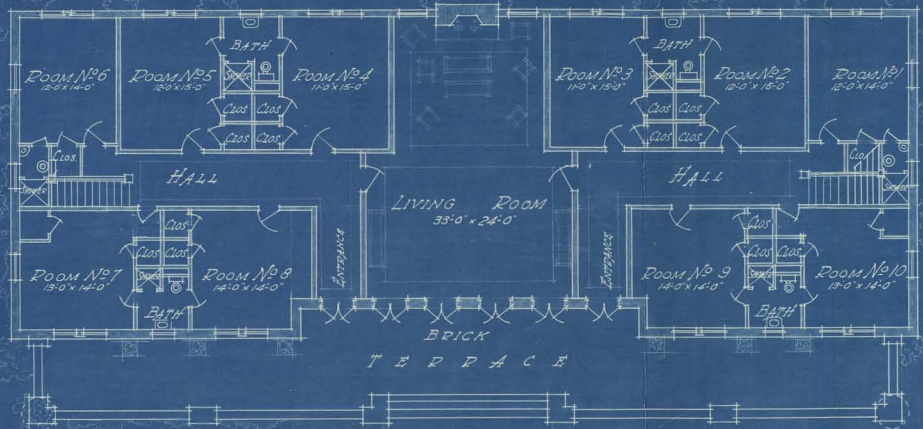 ROOM Nº 6
12'-0" x 14'-0"
ROOM Nº 5
12'-0" x 15'-0"
BATH
SHOWER
ROOM Nº 4
11'-0" x 15'-0"
ROOM Nº 3
11'-0" x 15'-0"
BATH
SHOWER
ROOM Nº 2
12'-0" x 15'-0"
ROOM Nº 1
12'-0" x 14'-0"
CLOS
CLOS
CLOS
CLOS
CLOS
CLOS
CLOS
CLOS
CLOS.
CLO
SHOWER
HALL
HALL
SHOWER
LIVING ROOM
33'-0" x 24'-0"
ENTRANCE
ENTRANCE
CLOS
CLOS
CLOS
CLOS
CLOS
CLOS
ROOM Nº 7
13'-0" x 14'-0"
SHOWER
ROOM Nº 8
14'-0" x 14'-0"
ROOM Nº 9
14'-0" x 14'-0"
SHOWER
ROOM Nº 10
13'-0" x 14'-0"
BATH
BATH
BRICK
TERRACE